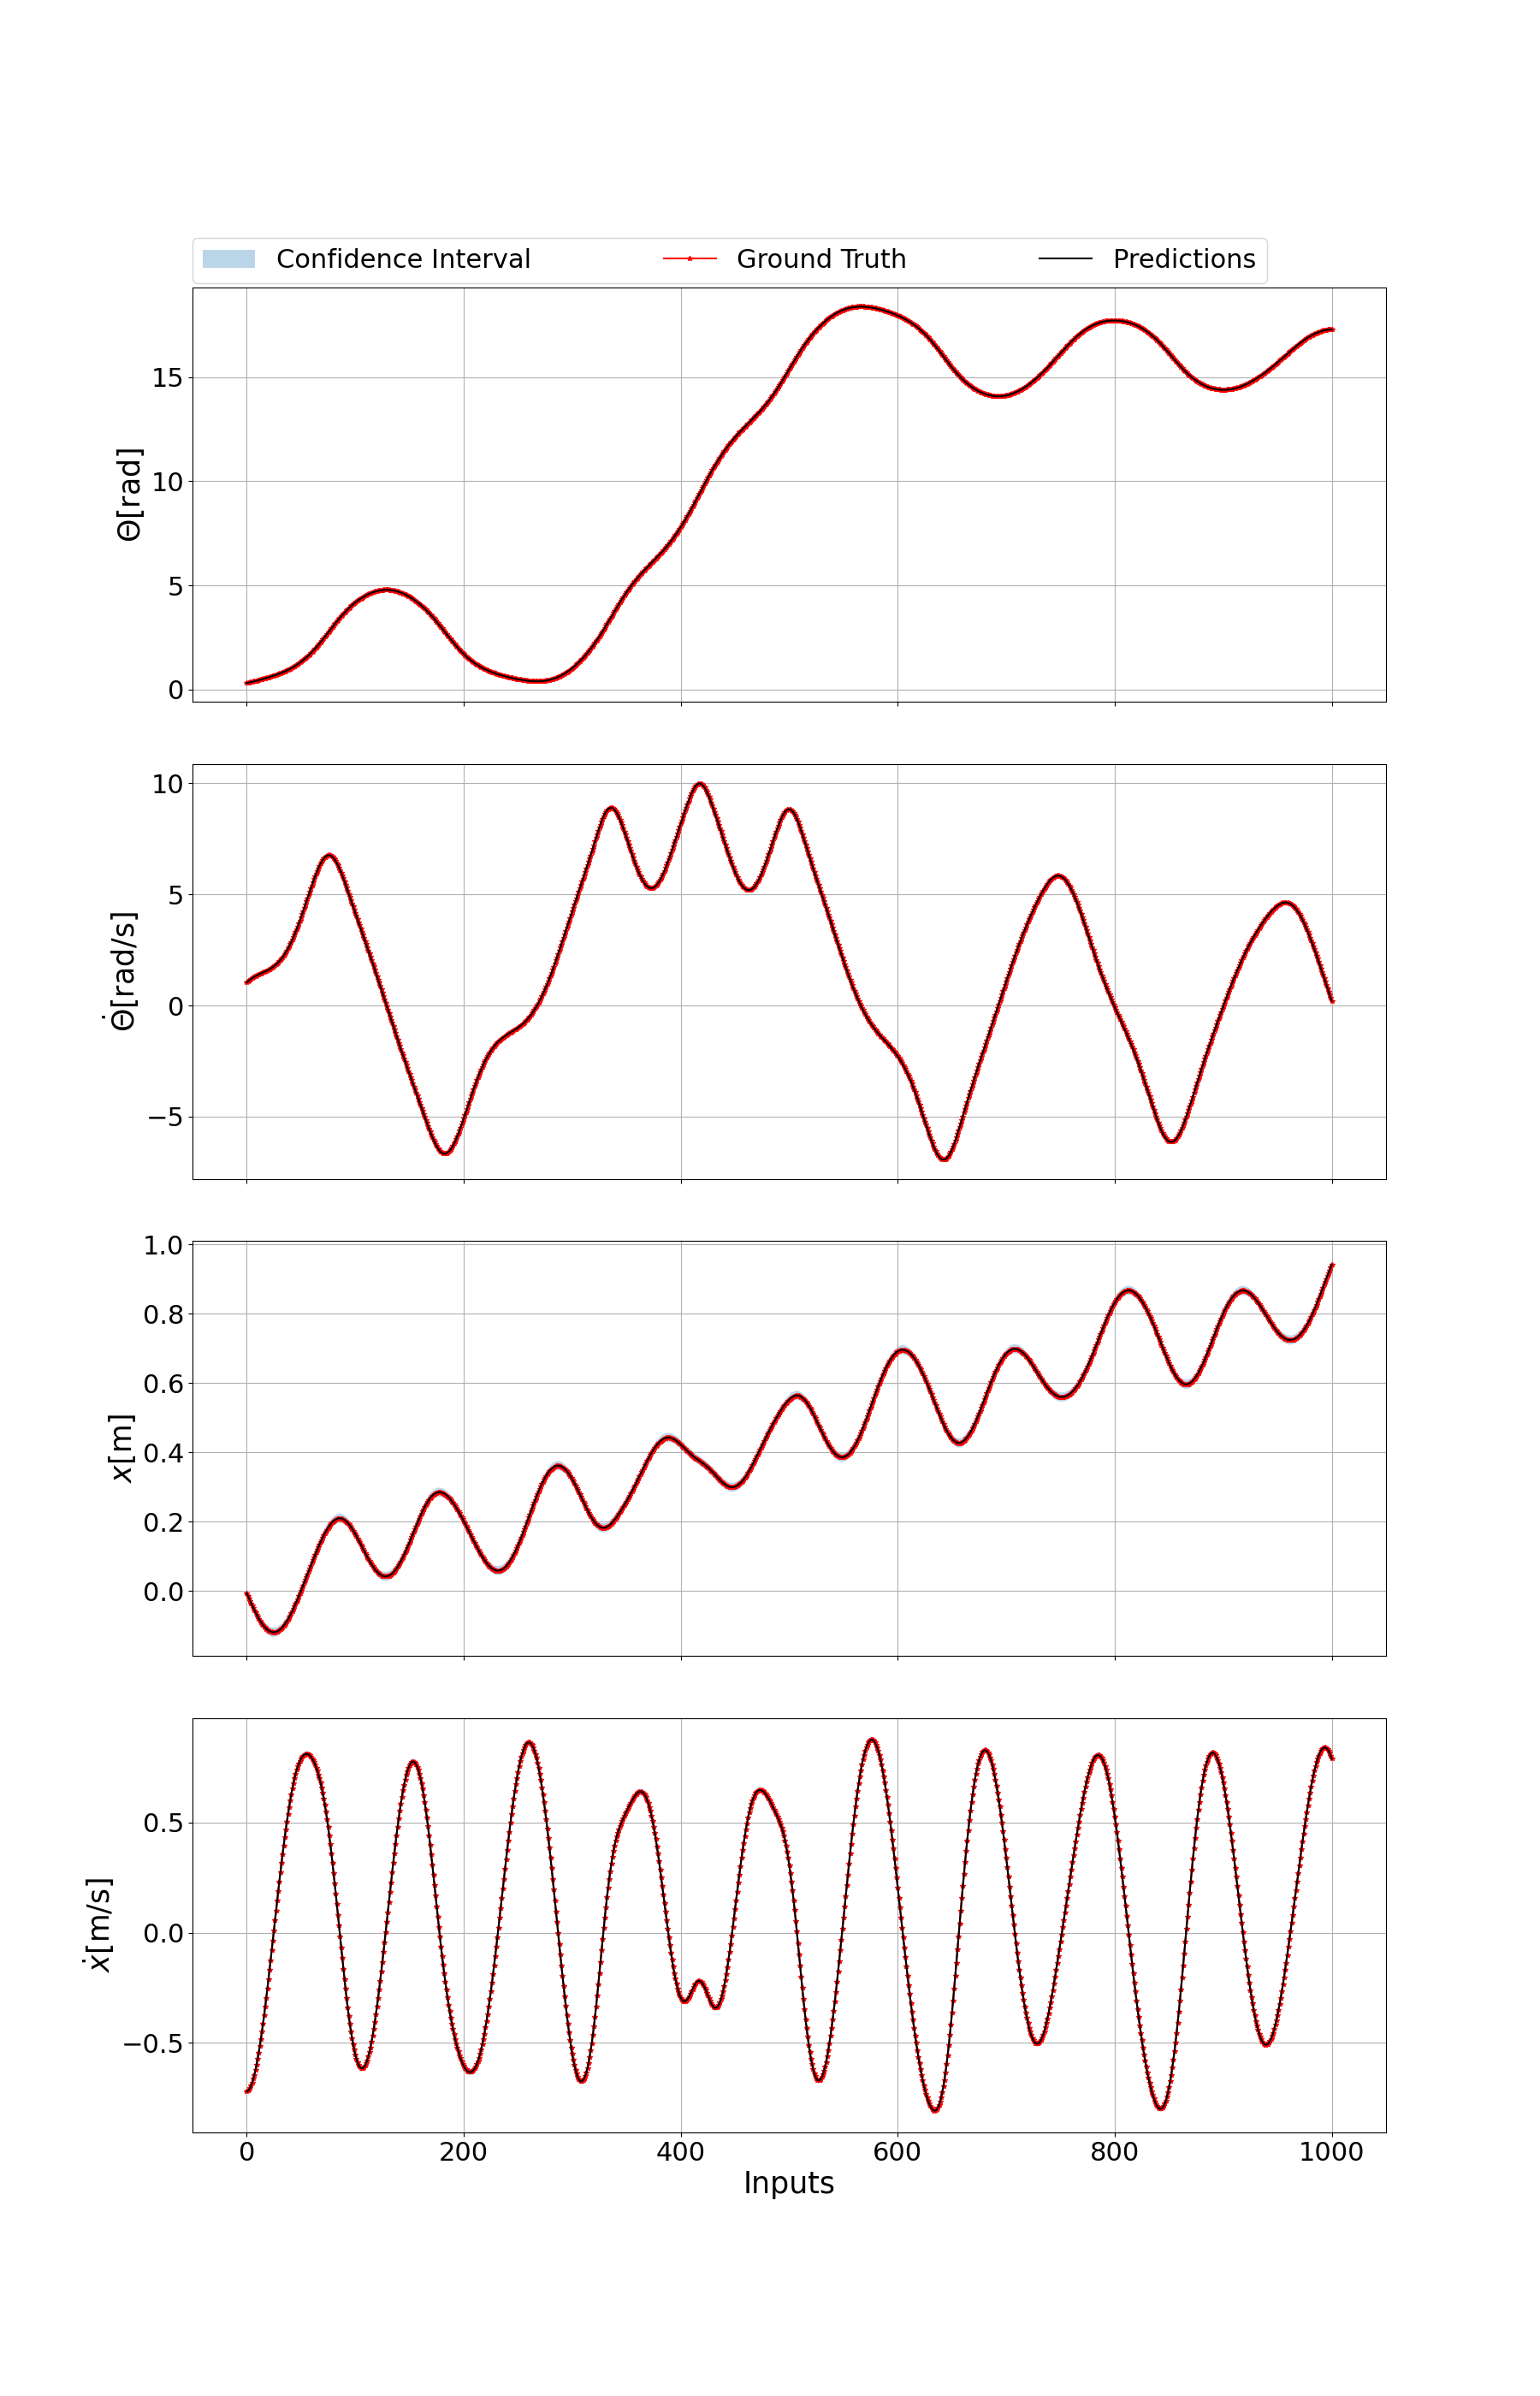 Confidence Interval Ground Truth Predictions
15
10
5
0
Θ[rad]
10
5
0
−5
Θ̇[rad/s]
1.0
0.8
0.6
0.4
0.2
0.0
x[m]
0.5
0.0
−0.5
ẋ[m/s]
0 200 400 600 800 1000
Inputs